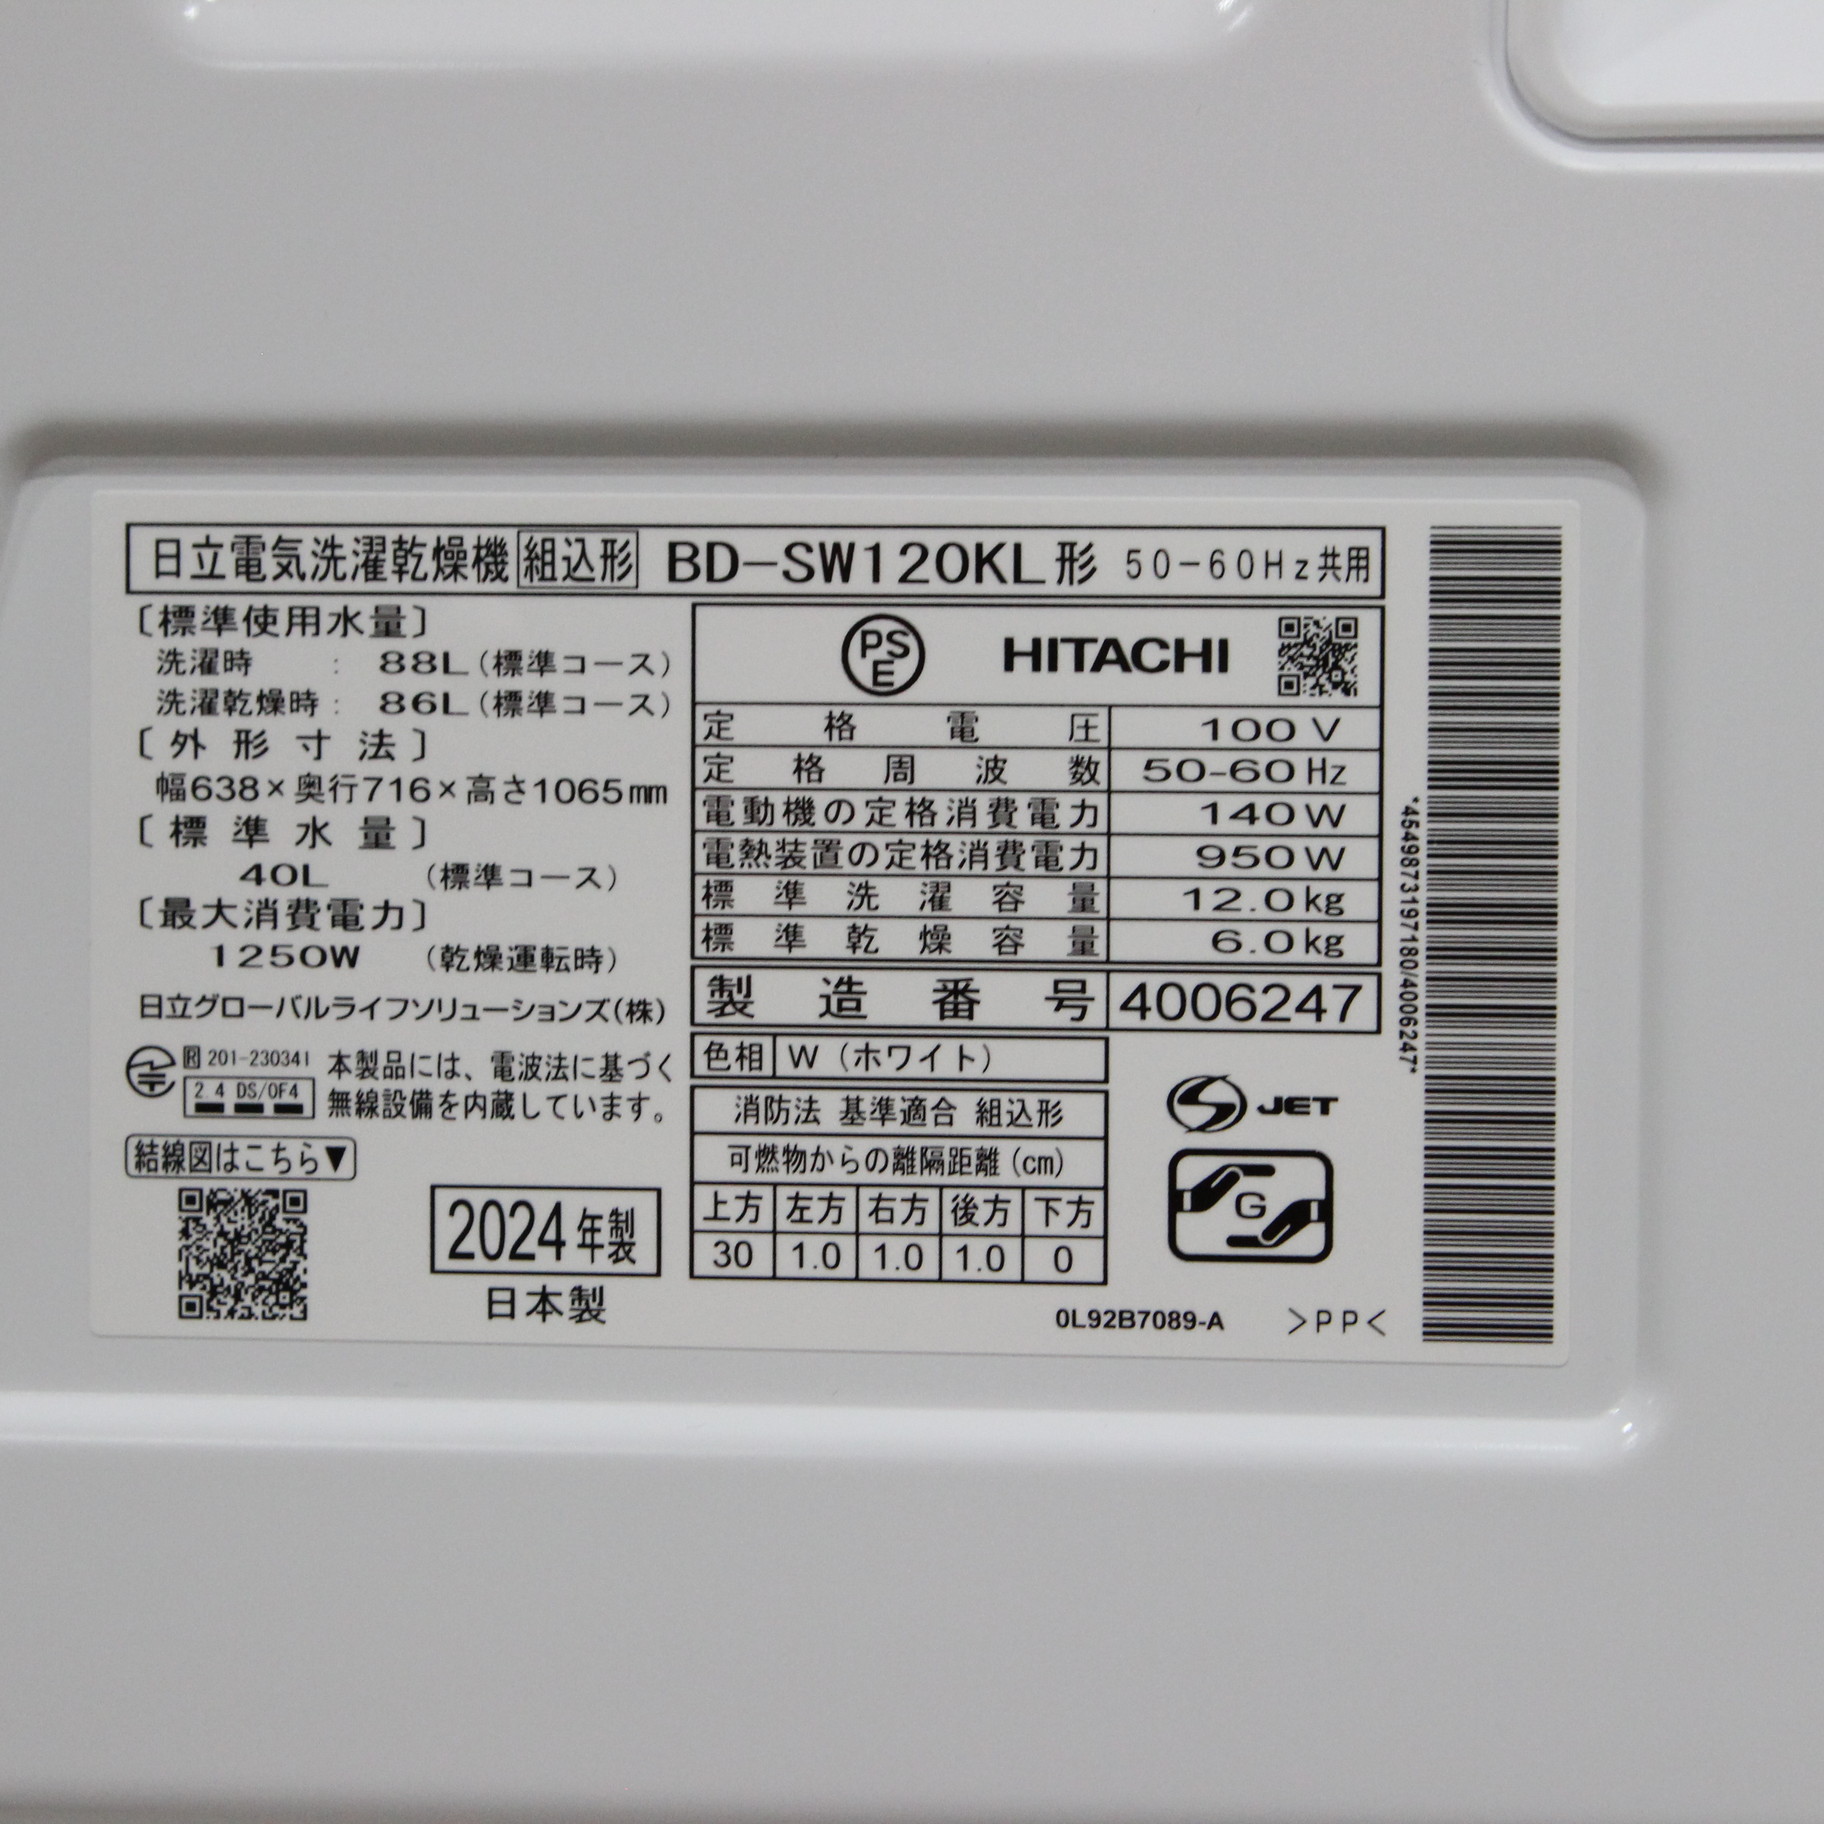 日立電気洗濯乾燥機 組込形 BD-SW120KL形 50-60Hz共用
〔標準使用水量〕
洗濯時 : 88L(標準コース)
洗濯乾燥時: 86L(標準コース)
〔外形寸法〕
幅638×奥行716×高さ1065mm
〔標準水量〕
40L (標準コース)
〔最大消費電力〕
1250W (乾燥運転時)
日立グローバルライフソリューションズ(株)
R 201-230341
2.4 DS/OF4
本製品には、電波法に基づく
無線設備を内蔵しています。
結線図はこちら▼
2024年製
日本製
PSE HITACHI
定格電圧 100V
定格周波数 50-60Hz
電動機の定格消費電力 140W
電熱装置の定格消費電力 950W
標準洗濯容量 12.0kg
標準乾燥容量 6.0kg
製造番号 4006247
色相 W(ホワイト)
消防法 基準適合 組込形
可燃物からの離隔距離(cm)
上方 左方 右方 後方 下方
30 1.0 1.0 1.0 0
S JET
G
0L92B7089-A >PP<
*4549873197180/4006247*